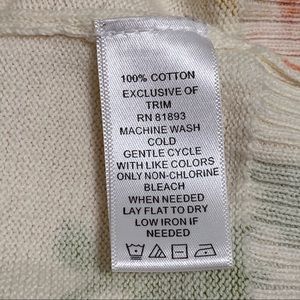 100% COTTON
EXCLUSIVE OF
TRIM
RN 81893
MACHINE WASH
COLD
GENTLE CYCLE
WITH LIKE COLORS
ONLY NON-CHLORINE
BLEACH
WHEN NEEDED
LAY FLAT TO DRY
LOW IRON IF
NEEDED